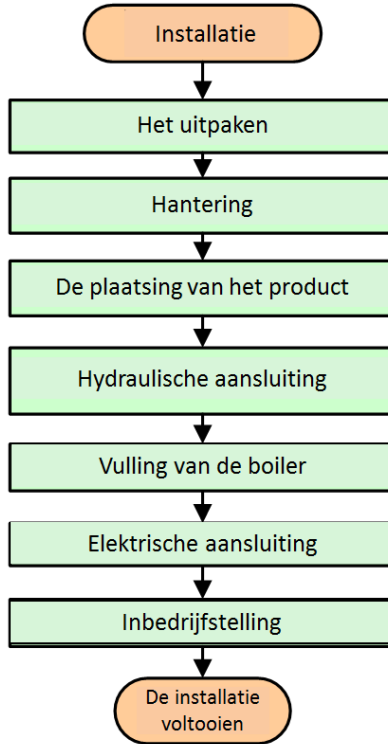 Installatie
Het uitpaken
Hantering
De plaatsing van het product
Hydraulische aansluiting
Vulling van de boiler
Elektrische aansluiting
Inbedrijfstelling
De installatie
voltooien